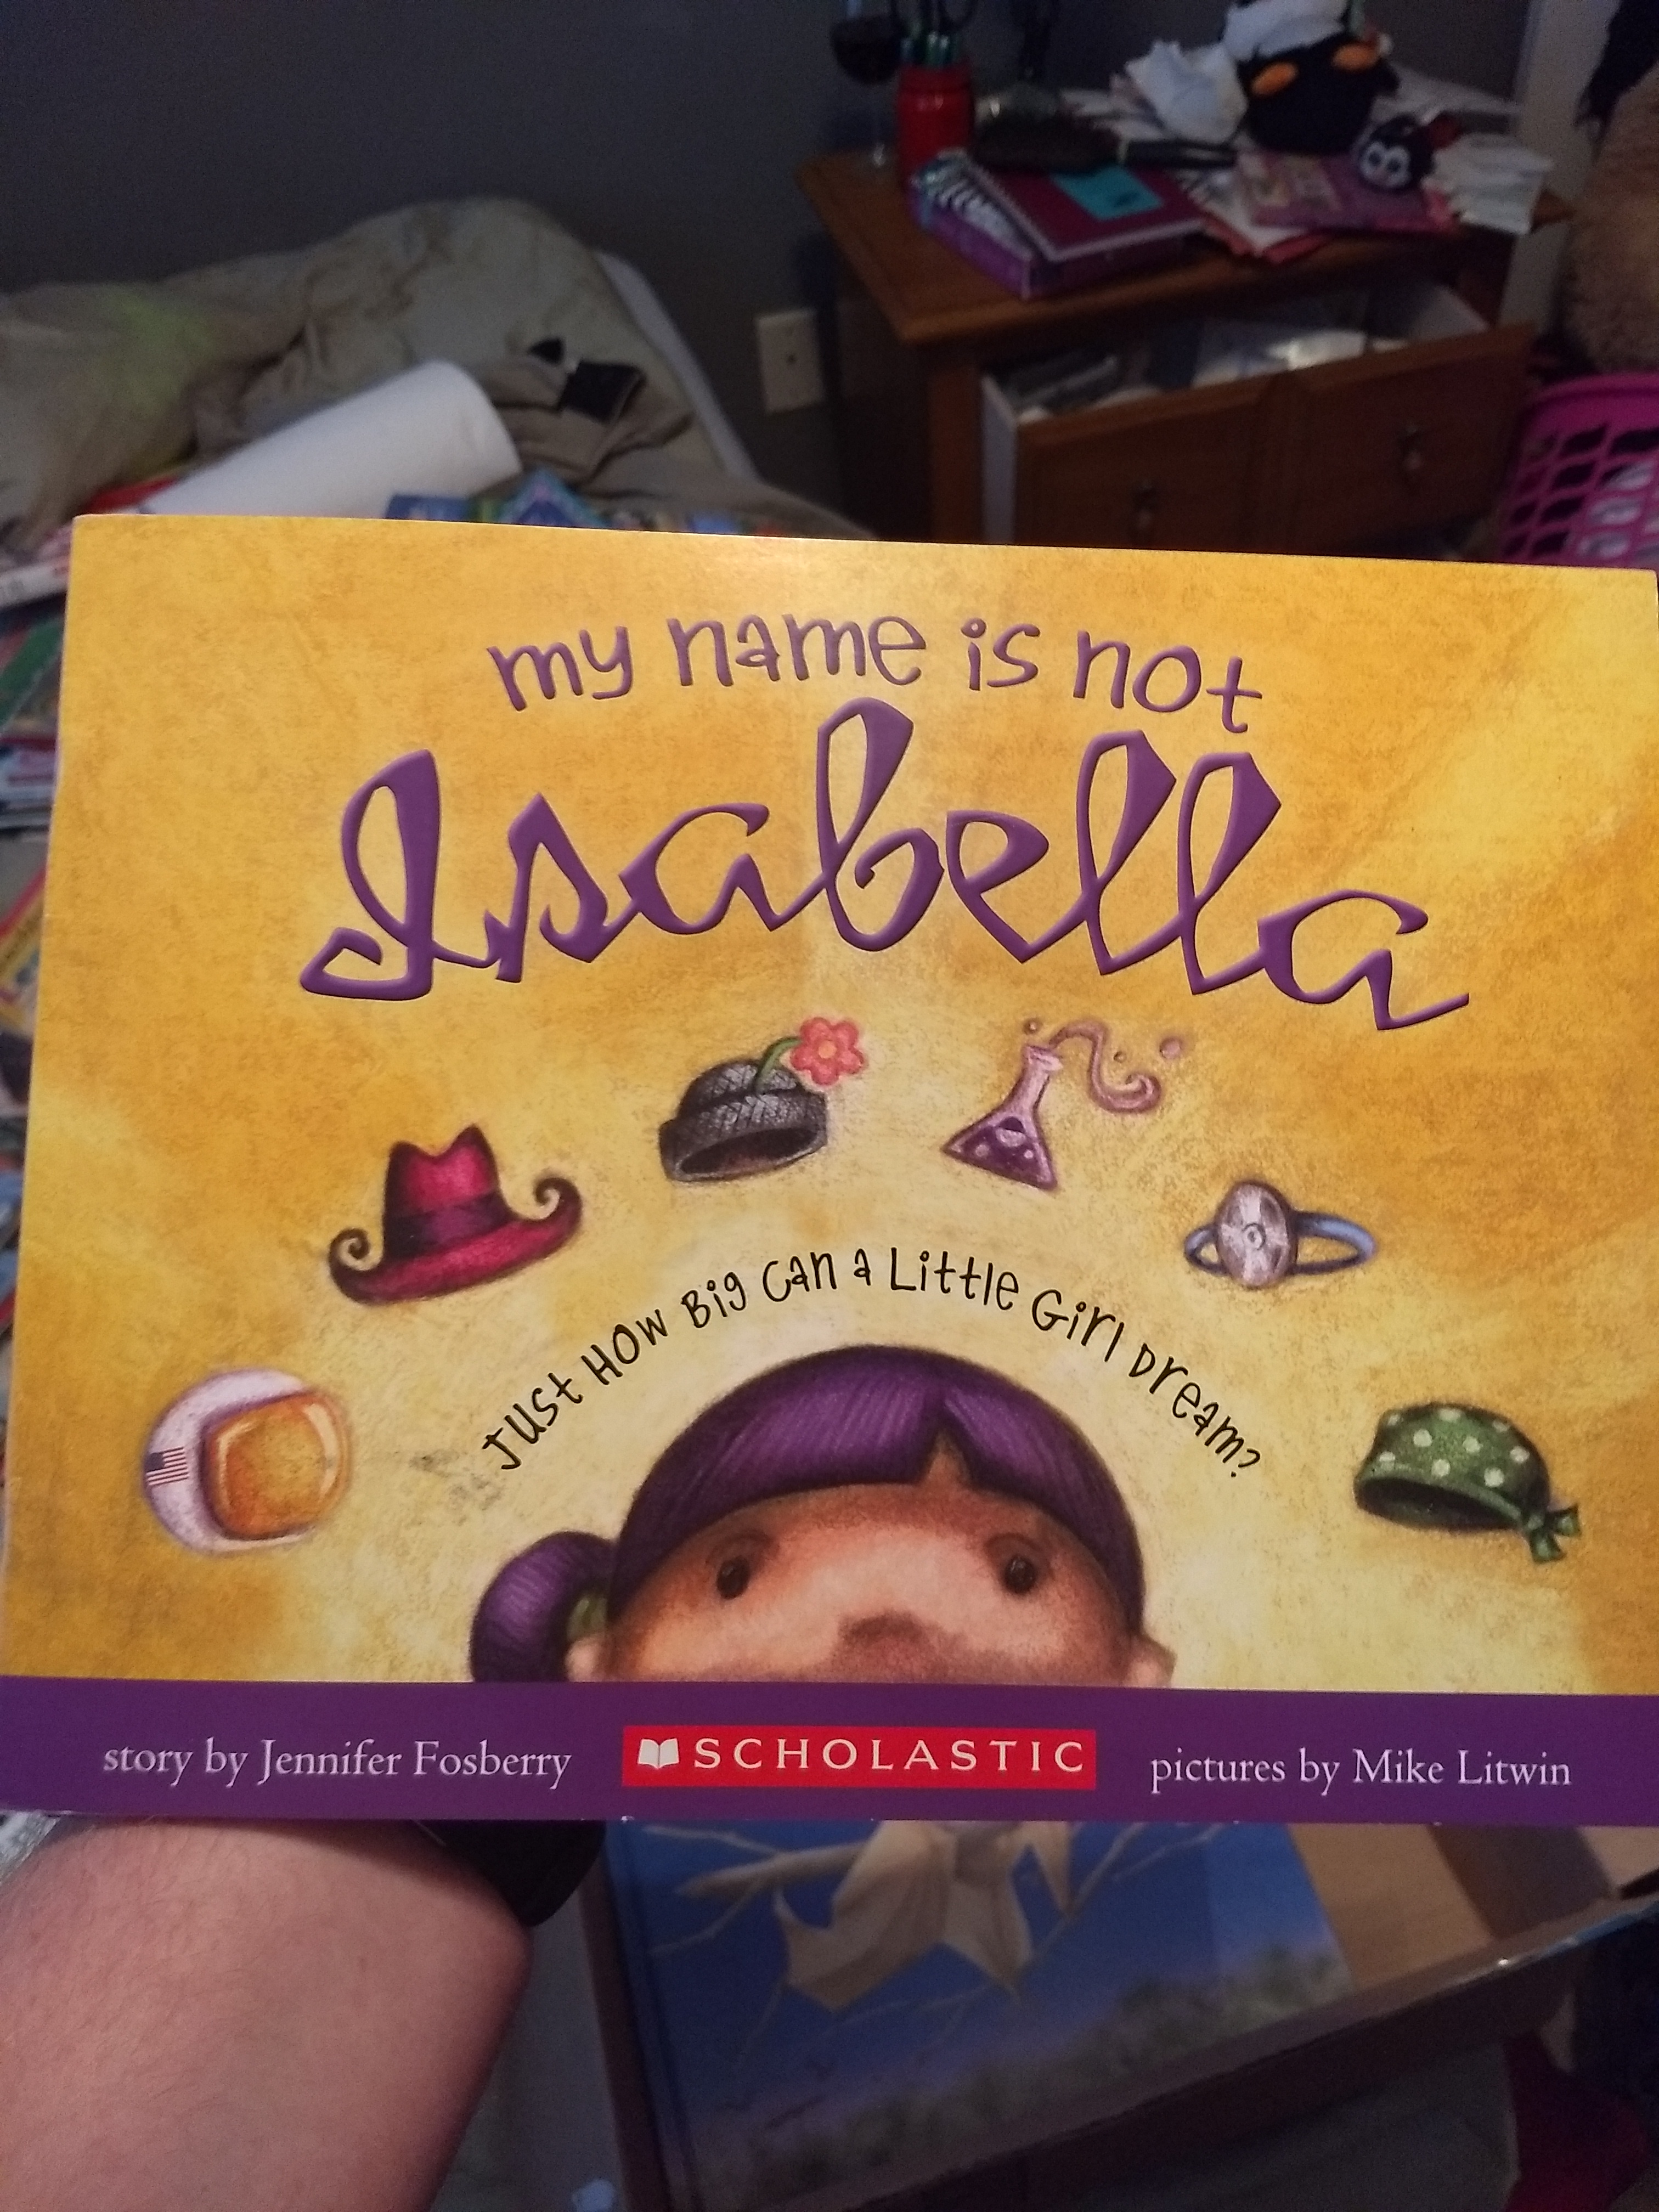 my name is not
Isabella
Just How Big Can a Little Girl Dream?
story by Jennifer Fosberry
SCHOLASTIC
pictures by Mike Litwin